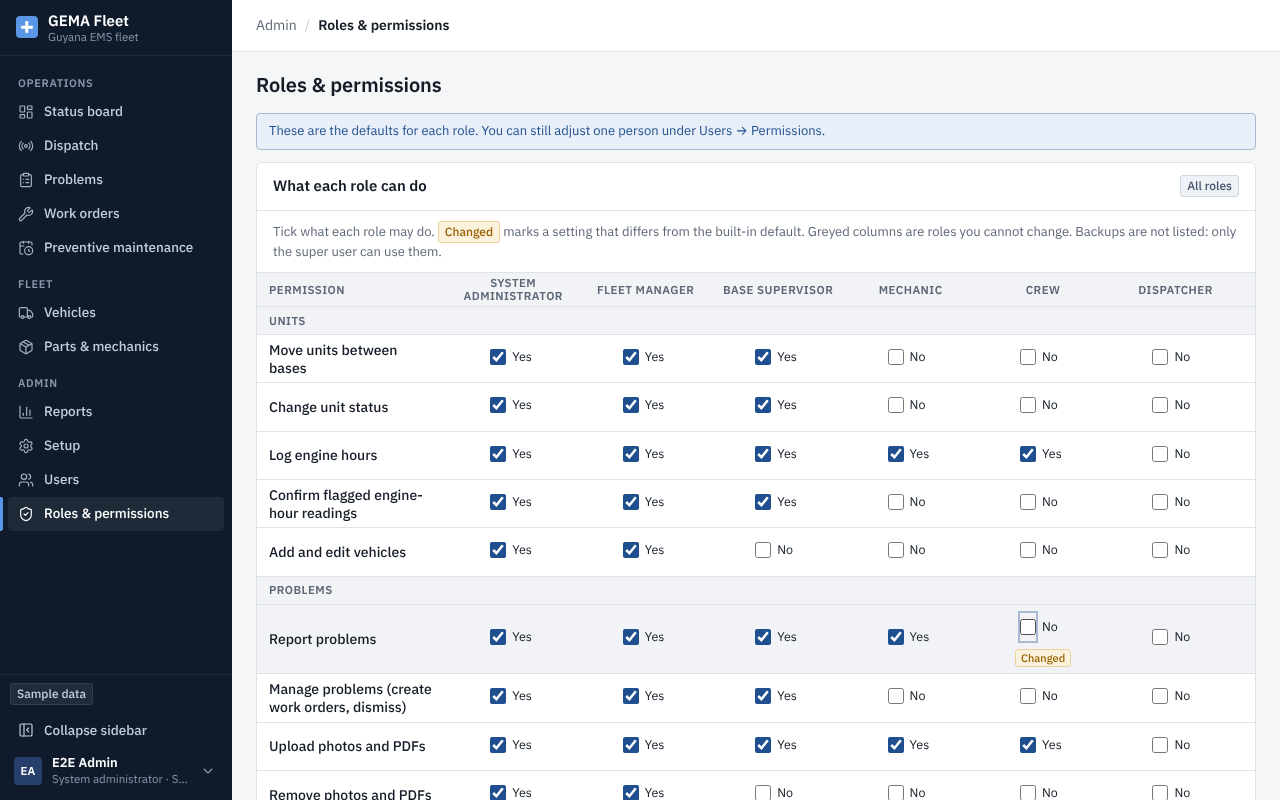 GEMA Fleet
Guyana EMS fleet
OPERATIONS
Status board
Dispatch
Problems
Work orders
Preventive maintenance
FLEET
Vehicles
Parts & mechanics
ADMIN
Reports
Setup
Users
Roles & permissions
Sample data
Collapse sidebar
EA
E2E Admin
System administrator · S...
Admin / Roles & permissions
Roles & permissions
These are the defaults for each role. You can still adjust one person under Users → Permissions.
What each role can do
All roles
Tick what each role may do. Changed marks a setting that differs from the built-in default. Greyed columns are roles you cannot change. Backups are not listed: only
the super user can use them.
PERMISSION SYSTEM ADMINISTRATOR FLEET MANAGER BASE SUPERVISOR MECHANIC CREW DISPATCHER
UNITS
Move units between bases Yes Yes Yes No No No
Change unit status Yes Yes Yes No No No
Log engine hours Yes Yes Yes Yes Yes No
Confirm flagged engine-hour readings Yes Yes Yes No No No
Add and edit vehicles Yes Yes No No No No
PROBLEMS
Report problems Yes Yes Yes Yes No Changed No
Manage problems (create work orders, dismiss) Yes Yes Yes No No No
Upload photos and PDFs Yes Yes Yes Yes Yes No
Remove photos and PDFs Yes Yes No No No No